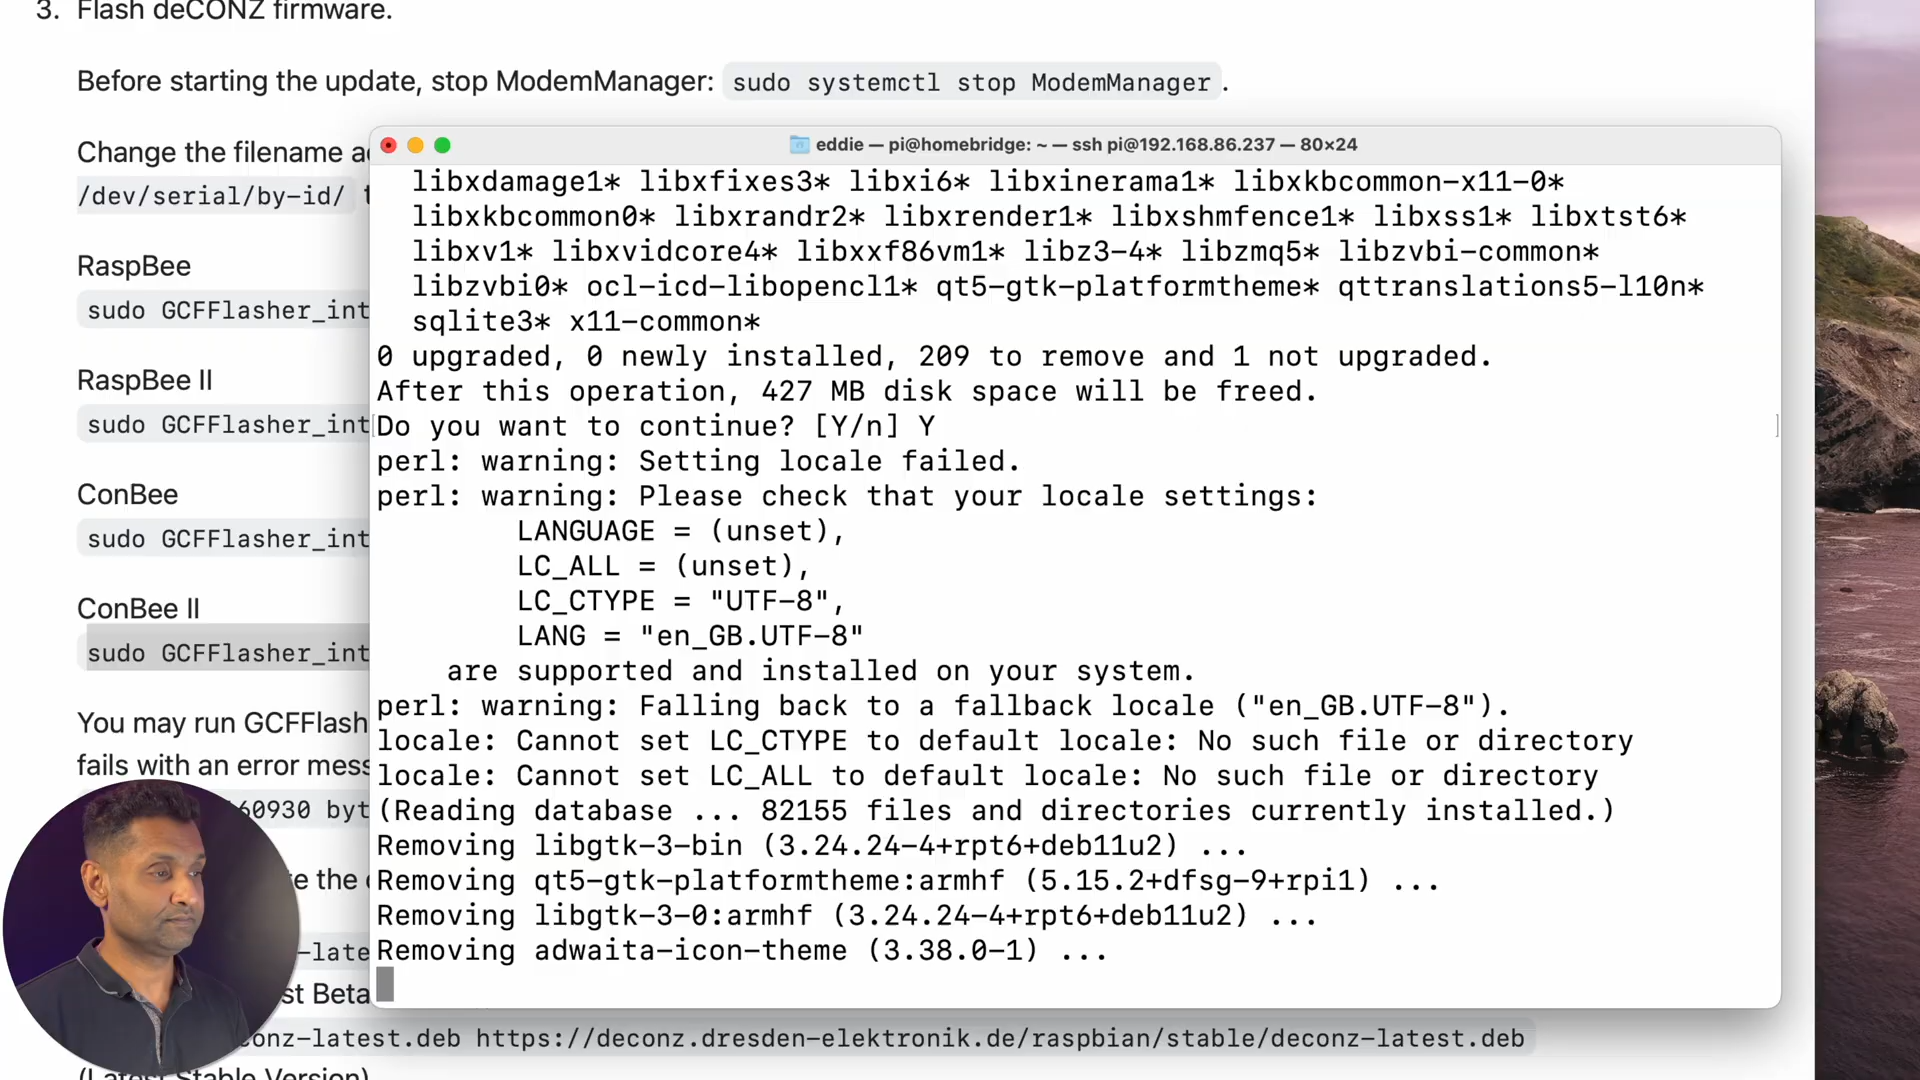 3. Flash deCONZ firmware.
Before starting the update, stop ModemManager: sudo systemctl stop ModemManager.
Change the filename
/dev/serial/by-id/
RaspBee
sudo GCFFlasher_int
RaspBee II
sudo GCFFlasher_int
ConBee
sudo GCFFlasher_int
ConBee II
sudo GCFFlasher_int
You may run GCFFlash
fails with an error mess
60930 byt
the
-late
st Beta
onz-latest.deb https://deconz.dresden-elektronik.de/raspbian/stable/deconz-latest.deb
(Latest Stable Version)
eddie — pi@homebridge: ~ — ssh pi@192.168.86.237 — 80×24
libxdamage1* libxfixes3* libxi6* libxinerama1* libxkbcommon-x11-0*
libxkbcommon0* libxrandr2* libxrender1* libxshmfence1* libxss1* libxtst6*
libxv1* libxvidcore4* libxxf86vm1* libz3-4* libzmq5* libzvbi-common*
libzvbi0* ocl-icd-libopencl1* qt5-gtk-platformtheme* qttranslations5-l10n*
sqlite3* x11-common*
0 upgraded, 0 newly installed, 209 to remove and 1 not upgraded.
After this operation, 427 MB disk space will be freed.
[Do you want to continue? [Y/n] Y ]
perl: warning: Setting locale failed.
perl: warning: Please check that your locale settings:
LANGUAGE = (unset),
LC_ALL = (unset),
LC_CTYPE = "UTF-8",
LANG = "en_GB.UTF-8"
are supported and installed on your system.
perl: warning: Falling back to a fallback locale ("en_GB.UTF-8").
locale: Cannot set LC_CTYPE to default locale: No such file or directory
locale: Cannot set LC_ALL to default locale: No such file or directory
(Reading database ... 82155 files and directories currently installed.)
Removing libgtk-3-bin (3.24.24-4+rpt6+deb11u2) ...
Removing qt5-gtk-platformtheme:armhf (5.15.2+dfsg-9+rpi1) ...
Removing libgtk-3-0:armhf (3.24.24-4+rpt6+deb11u2) ...
Removing adwaita-icon-theme (3.38.0-1) ...